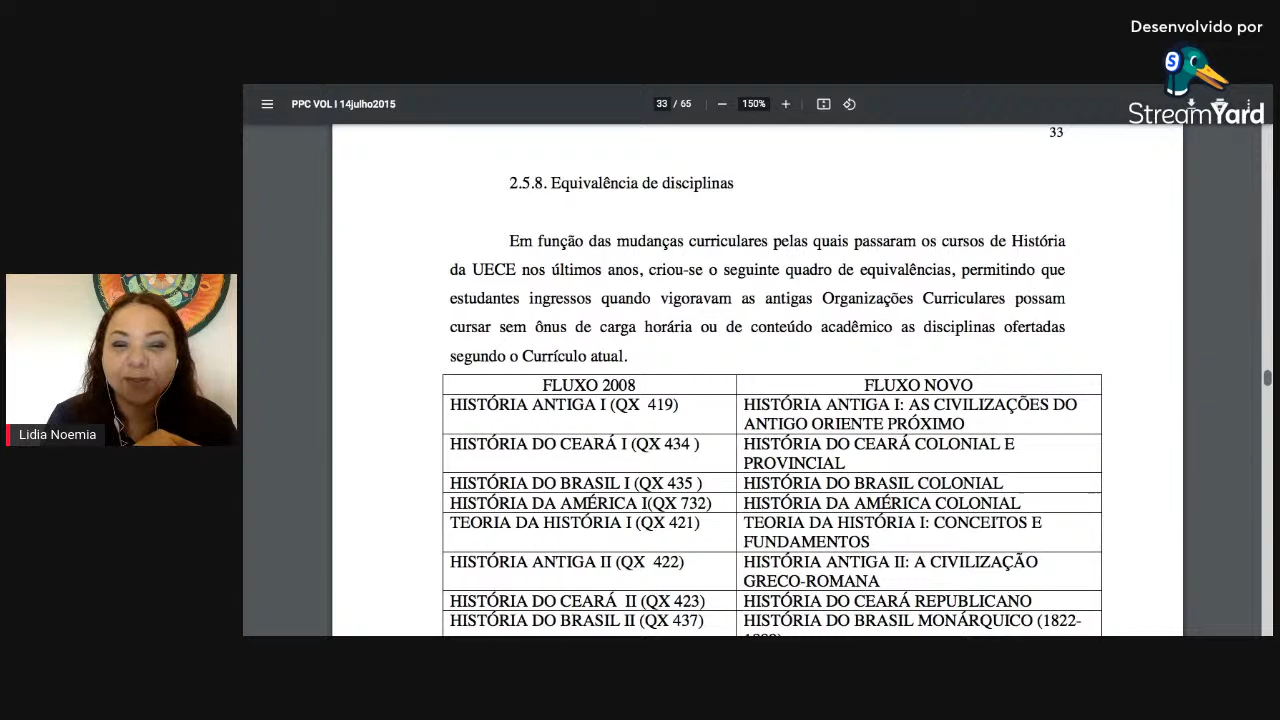 Desenvolvido por
StreamYard
PPC VOL I 14julho2015
33 / 65
150%
33
2.5.8. Equivalência de disciplinas
Em função das mudanças curriculares pelas quais passaram os cursos de História
da UECE nos últimos anos, criou-se o seguinte quadro de equivalências, permitindo que
estudantes ingressos quando vigoravam as antigas Organizações Curriculares possam
cursar sem ônus de carga horária ou de conteúdo acadêmico as disciplinas ofertadas
segundo o Currículo atual.
FLUXO 2008
FLUXO NOVO
HISTÓRIA ANTIGA I (QX 419)
HISTÓRIA ANTIGA I: AS CIVILIZAÇÕES DO
ANTIGO ORIENTE PRÓXIMO
HISTÓRIA DO CEARÁ I (QX 434 )
HISTÓRIA DO CEARÁ COLONIAL E
PROVINCIAL
HISTÓRIA DO BRASIL I (QX 435 )
HISTÓRIA DO BRASIL COLONIAL
HISTÓRIA DA AMÉRICA I(QX 732)
HISTÓRIA DA AMÉRICA COLONIAL
TEORIA DA HISTÓRIA I (QX 421)
TEORIA DA HISTÓRIA I: CONCEITOS E
FUNDAMENTOS
HISTÓRIA ANTIGA II (QX 422)
HISTÓRIA ANTIGA II: A CIVILIZAÇÃO
GRECO-ROMANA
HISTÓRIA DO CEARÁ II (QX 423)
HISTÓRIA DO CEARÁ REPUBLICANO
HISTÓRIA DO BRASIL II (QX 437)
HISTÓRIA DO BRASIL MONÁRQUICO (1822-
Lidia Noemia